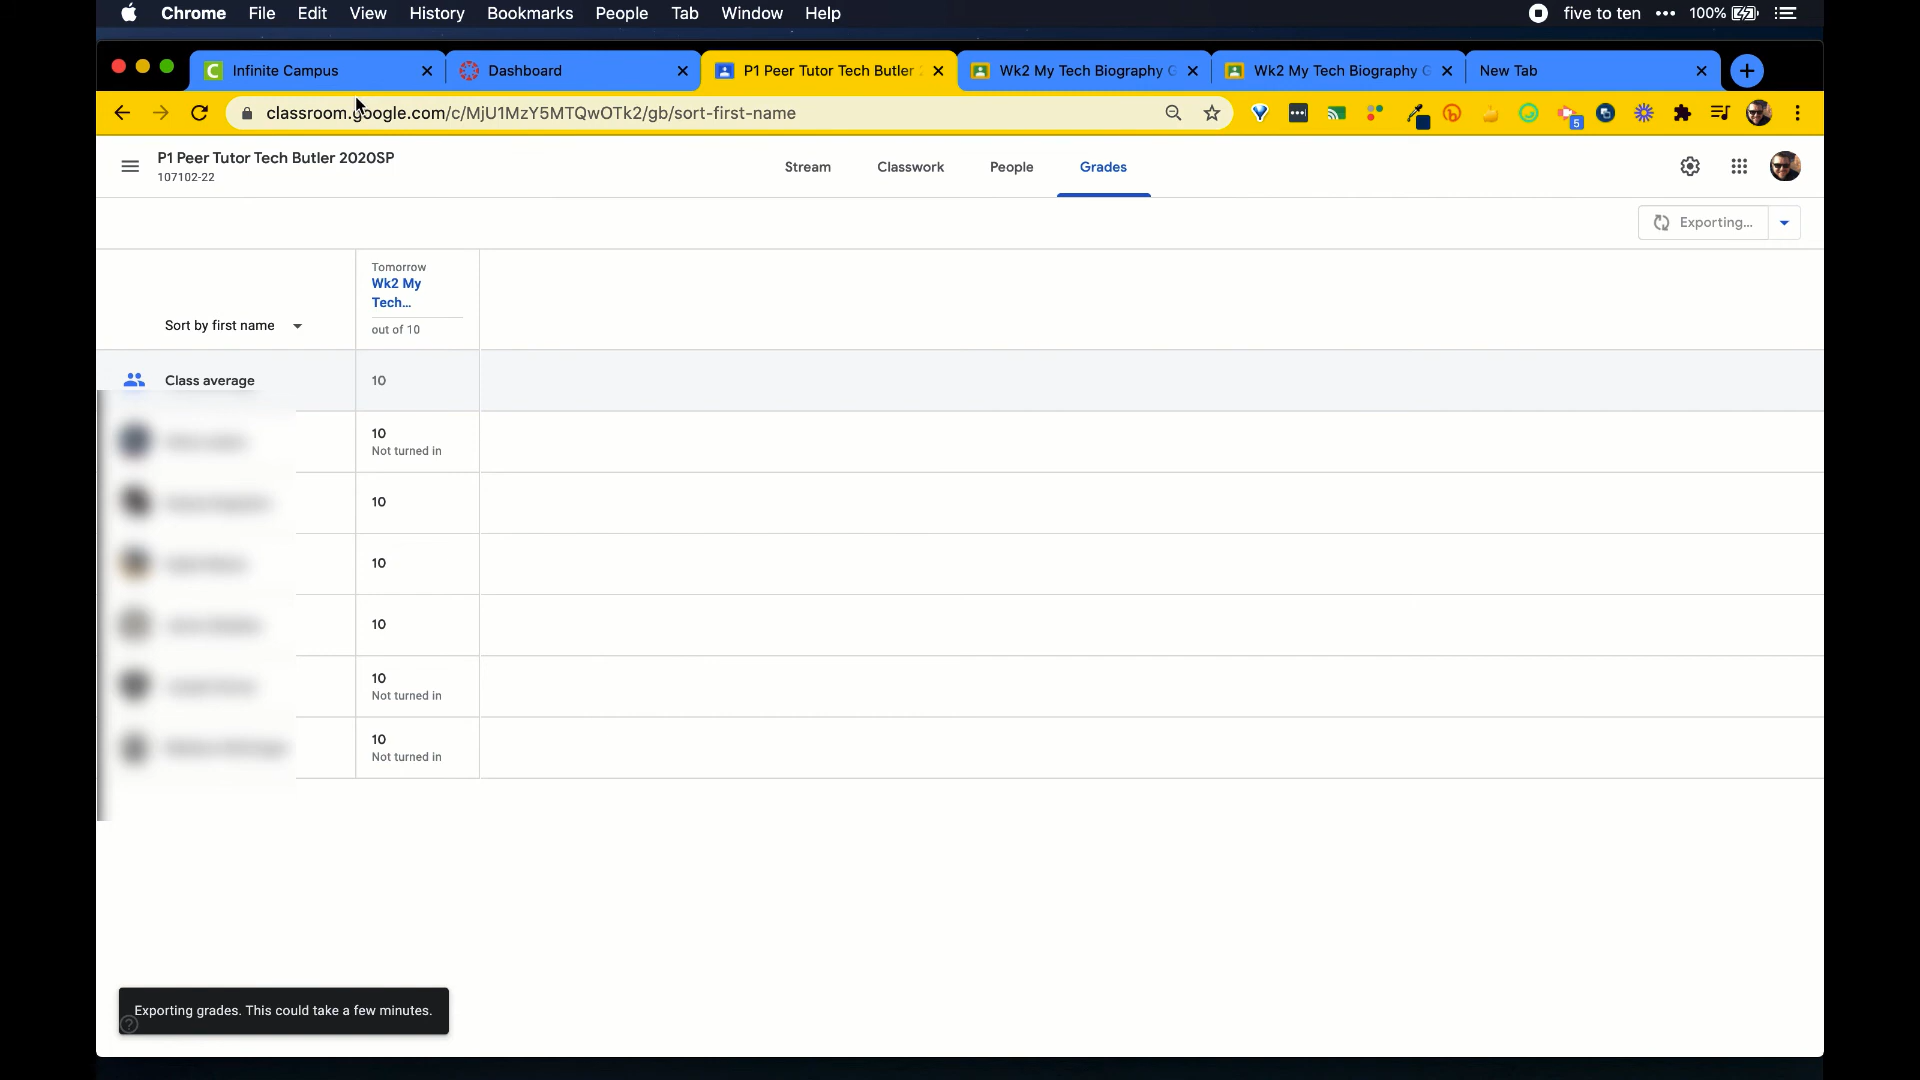 Chrome File Edit View History Bookmarks People Tab Window Help five to ten ••• 100%
Infinite Campus Dashboard P1 Peer Tutor Tech Butler Wk2 My Tech Biography G Wk2 My Tech Biography G New Tab
classroom.google.com/c/MjU1MzY5MTQwOTk2/gb/sort-first-name
5
P1 Peer Tutor Tech Butler 2020SP
107102-22
Stream Classwork People Grades
Exporting...
Tomorrow
Wk2 My
Tech...
Sort by first name
out of 10
Class average 10
10
Not turned in
10
10
10
10
Not turned in
10
Not turned in
Exporting grades. This could take a few minutes.